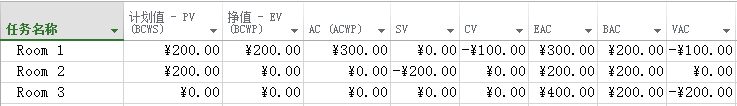 任务名称 计划值 - PV (BCWS) 挣值 - EV (BCWP) AC (ACWP) SV CV EAC BAC VAC
Room 1 ¥200.00 ¥200.00 ¥300.00 ¥0.00 -¥100.00 ¥300.00 ¥200.00 -¥100.00
Room 2 ¥200.00 ¥0.00 ¥0.00 -¥200.00 ¥0.00 ¥200.00 ¥200.00 ¥0.00
Room 3 ¥0.00 ¥0.00 ¥0.00 ¥0.00 ¥0.00 ¥400.00 ¥200.00 -¥200.00